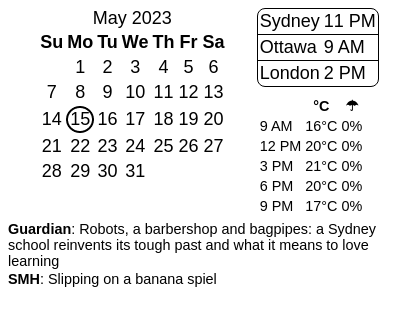 May 2023
Su Mo Tu We Th Fr Sa
1 2 3 4 5 6
7 8 9 10 11 12 13
14 15 16 17 18 19 20
21 22 23 24 25 26 27
28 29 30 31
Sydney 11 PM
Ottawa 9 AM
London 2 PM
°C ☂
9 AM 16°C 0%
12 PM 20°C 0%
3 PM 21°C 0%
6 PM 20°C 0%
9 PM 17°C 0%
Guardian: Robots, a barbershop and bagpipes: a Sydney
school reinvents its tough past and what it means to love
learning
SMH: Slipping on a banana spiel